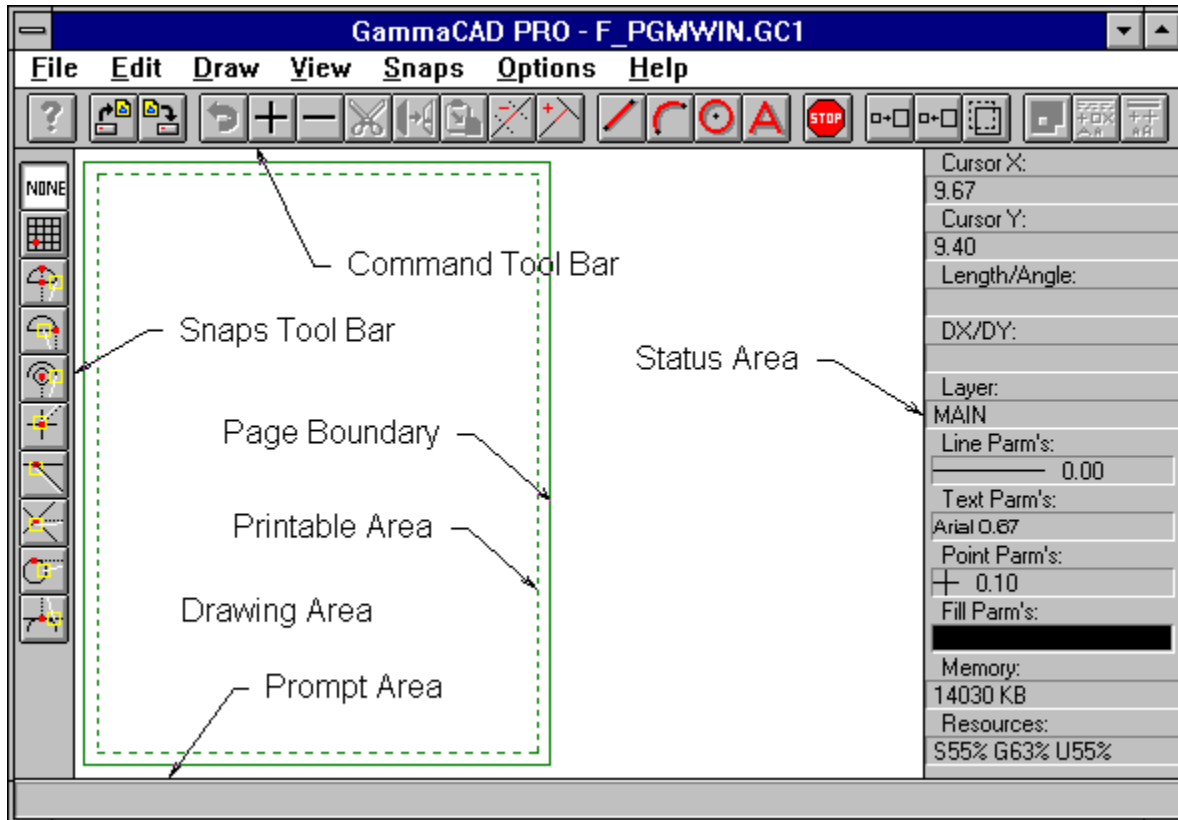 GammaCAD PRO - F_PGMWIN.GC1
File Edit Draw View Snaps Options Help
?
STOP
NONE
Command Tool Bar
Snaps Tool Bar
Status Area
Page Boundary
Printable Area
Drawing Area
Prompt Area
Cursor X:
9.67
Cursor Y:
9.40
Length/Angle:
DX/DY:
Layer:
MAIN
Line Parm's:
0.00
Text Parm's:
Arial 0.67
Point Parm's:
0.10
Fill Parm's:
Memory:
14030 KB
Resources:
S55% G63% U55%